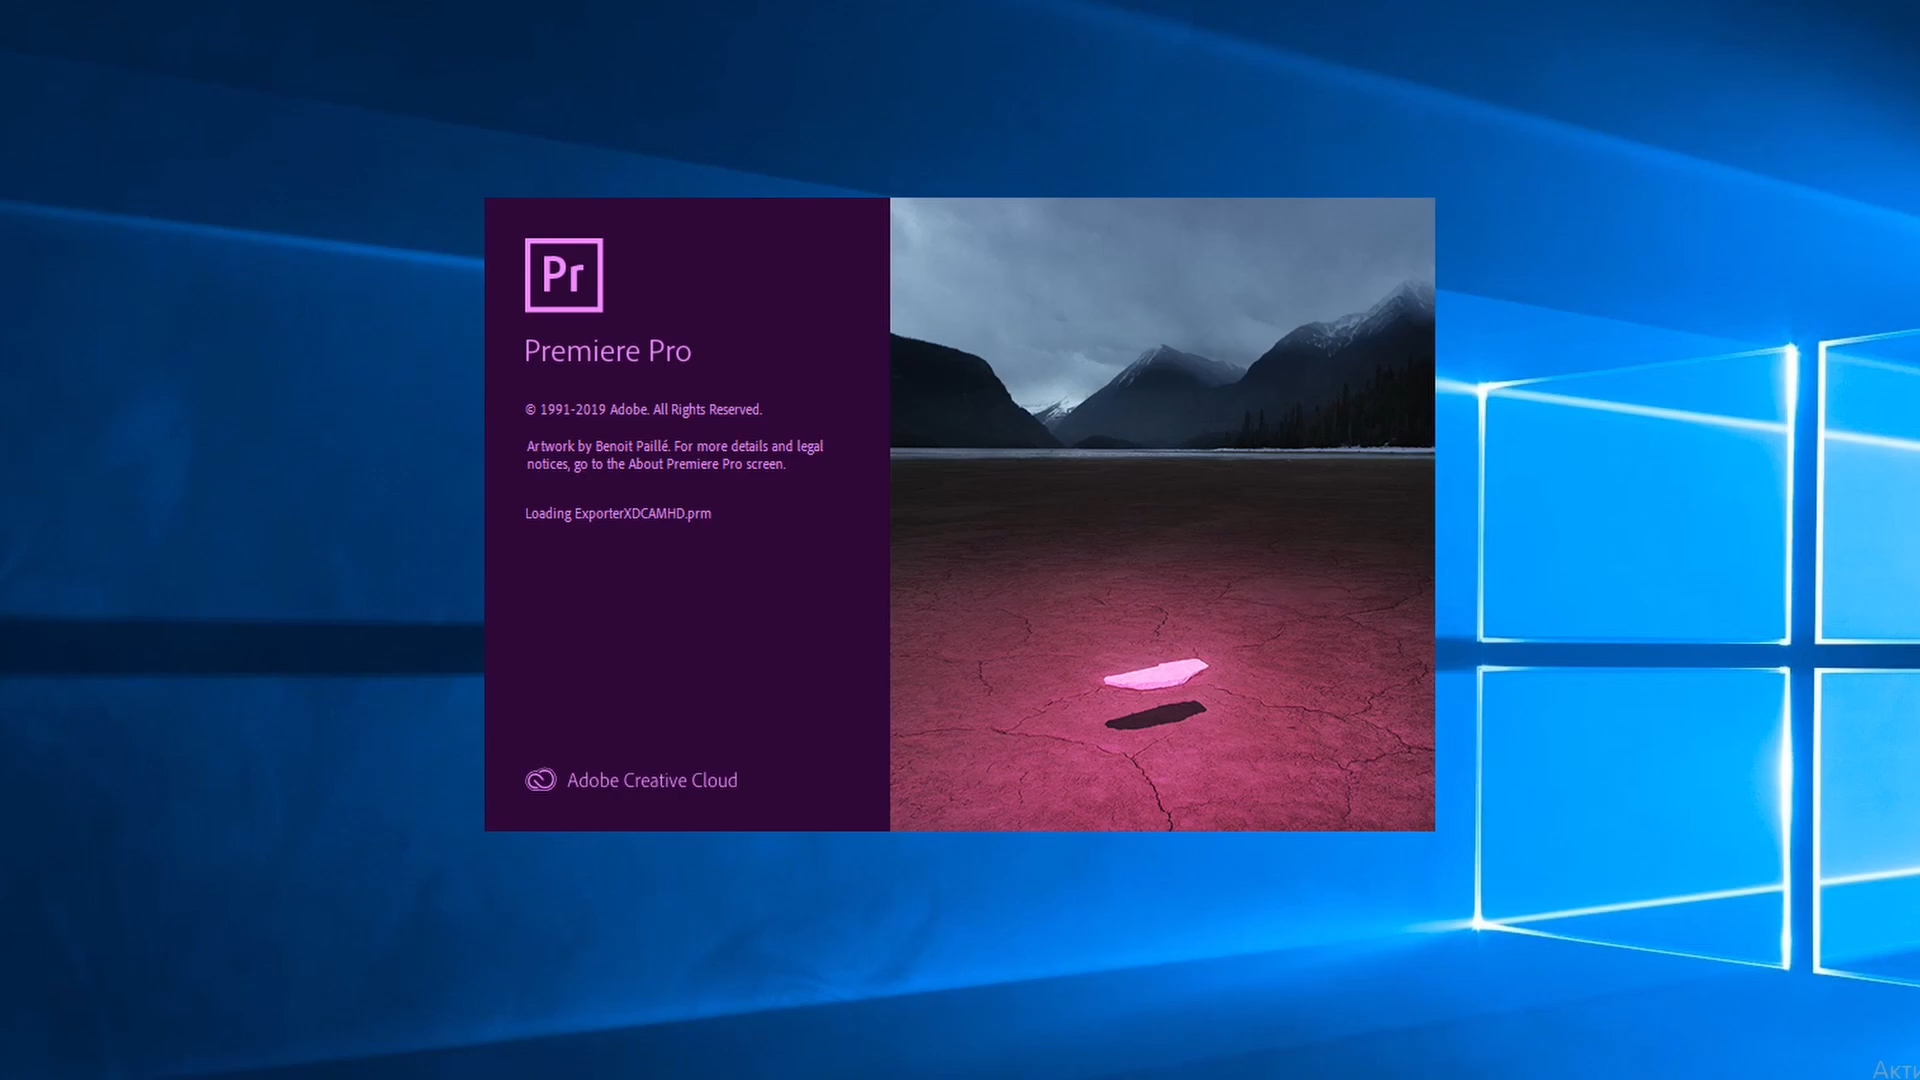 Pr
Premiere Pro
© 1991-2019 Adobe. All Rights Reserved.
Artwork by Benoit Paillé. For more details and legal
notices, go to the About Premiere Pro screen.
Loading ExporterXDCAMHD.prm
Adobe Creative Cloud